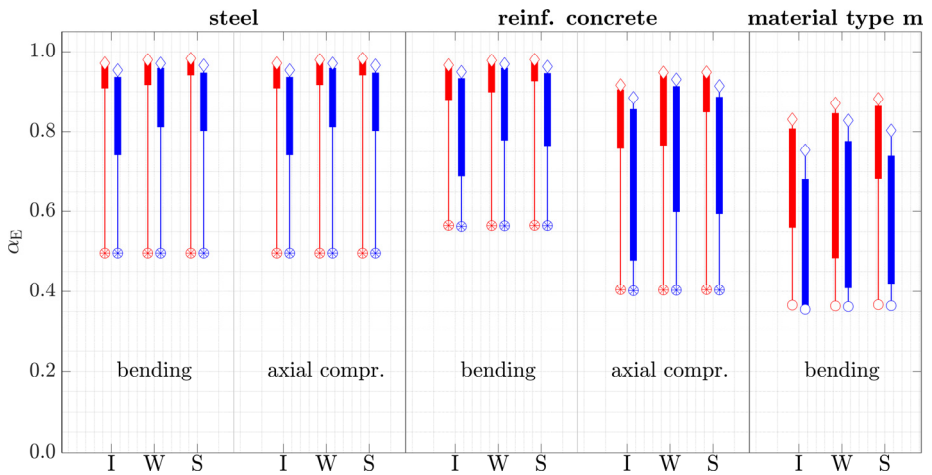 steel reinf. concrete material type m
1.0
0.8
0.6
0.4
0.2
0.0
αE
bending axial compr. bending axial compr. bending
I W S I W S I W S I W S I W S